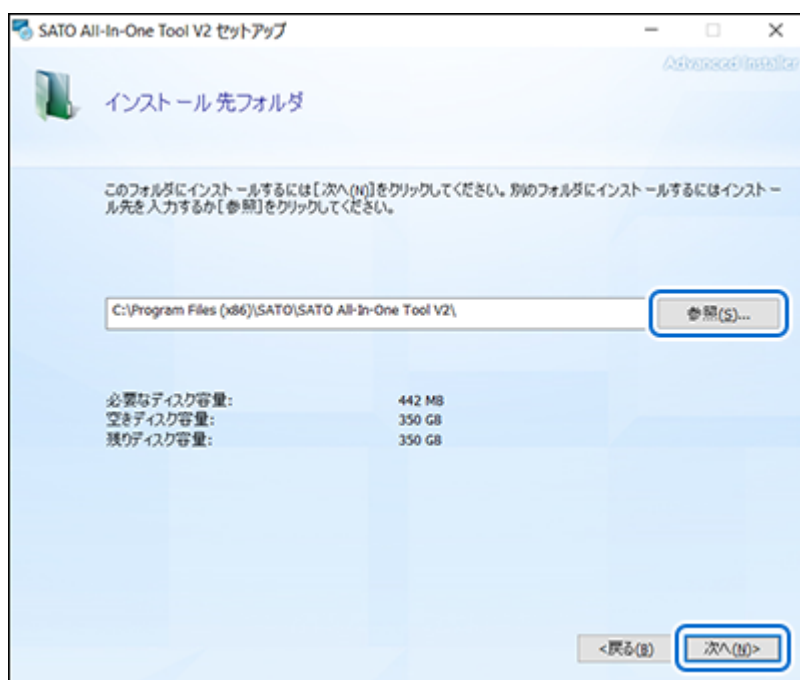 SATO All-In-One Tool V2 セットアップ
Advanced Installer
インストール先フォルダ
このフォルダにインストールするには[次へ(N)]をクリックしてください。別のフォルダにインストールするにはインストー
ル先を入力するか[参照]をクリックしてください。
C:\Program Files (x86)\SATO\SATO All-In-One Tool V2\
参照(S)...
必要なディスク容量: 442 MB
空きディスク容量: 350 GB
残りディスク容量: 350 GB
<戻る(B) 次へ(N)>